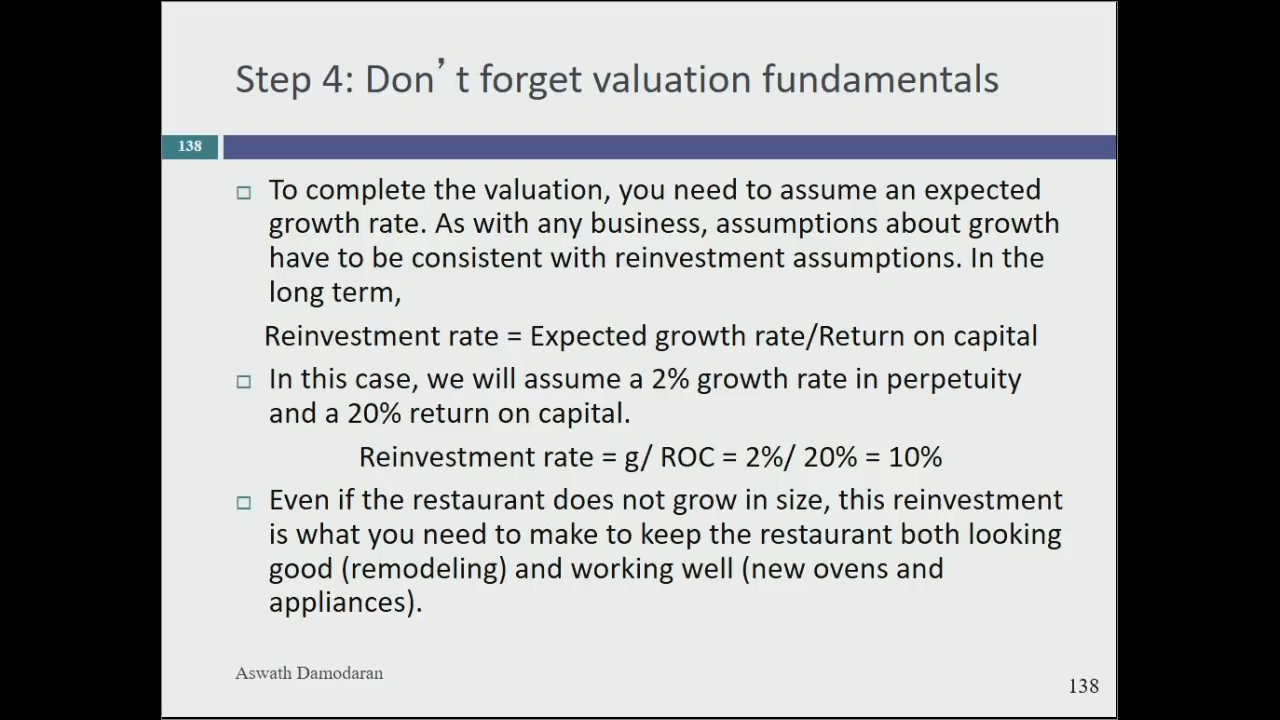 Step 4: Don’t forget valuation fundamentals
138
To complete the valuation, you need to assume an expected
growth rate. As with any business, assumptions about growth
have to be consistent with reinvestment assumptions. In the
long term,
Reinvestment rate = Expected growth rate/Return on capital
In this case, we will assume a 2% growth rate in perpetuity
and a 20% return on capital.
Reinvestment rate = g/ ROC = 2%/ 20% = 10%
Even if the restaurant does not grow in size, this reinvestment
is what you need to make to keep the restaurant both looking
good (remodeling) and working well (new ovens and
appliances).
Aswath Damodaran
138